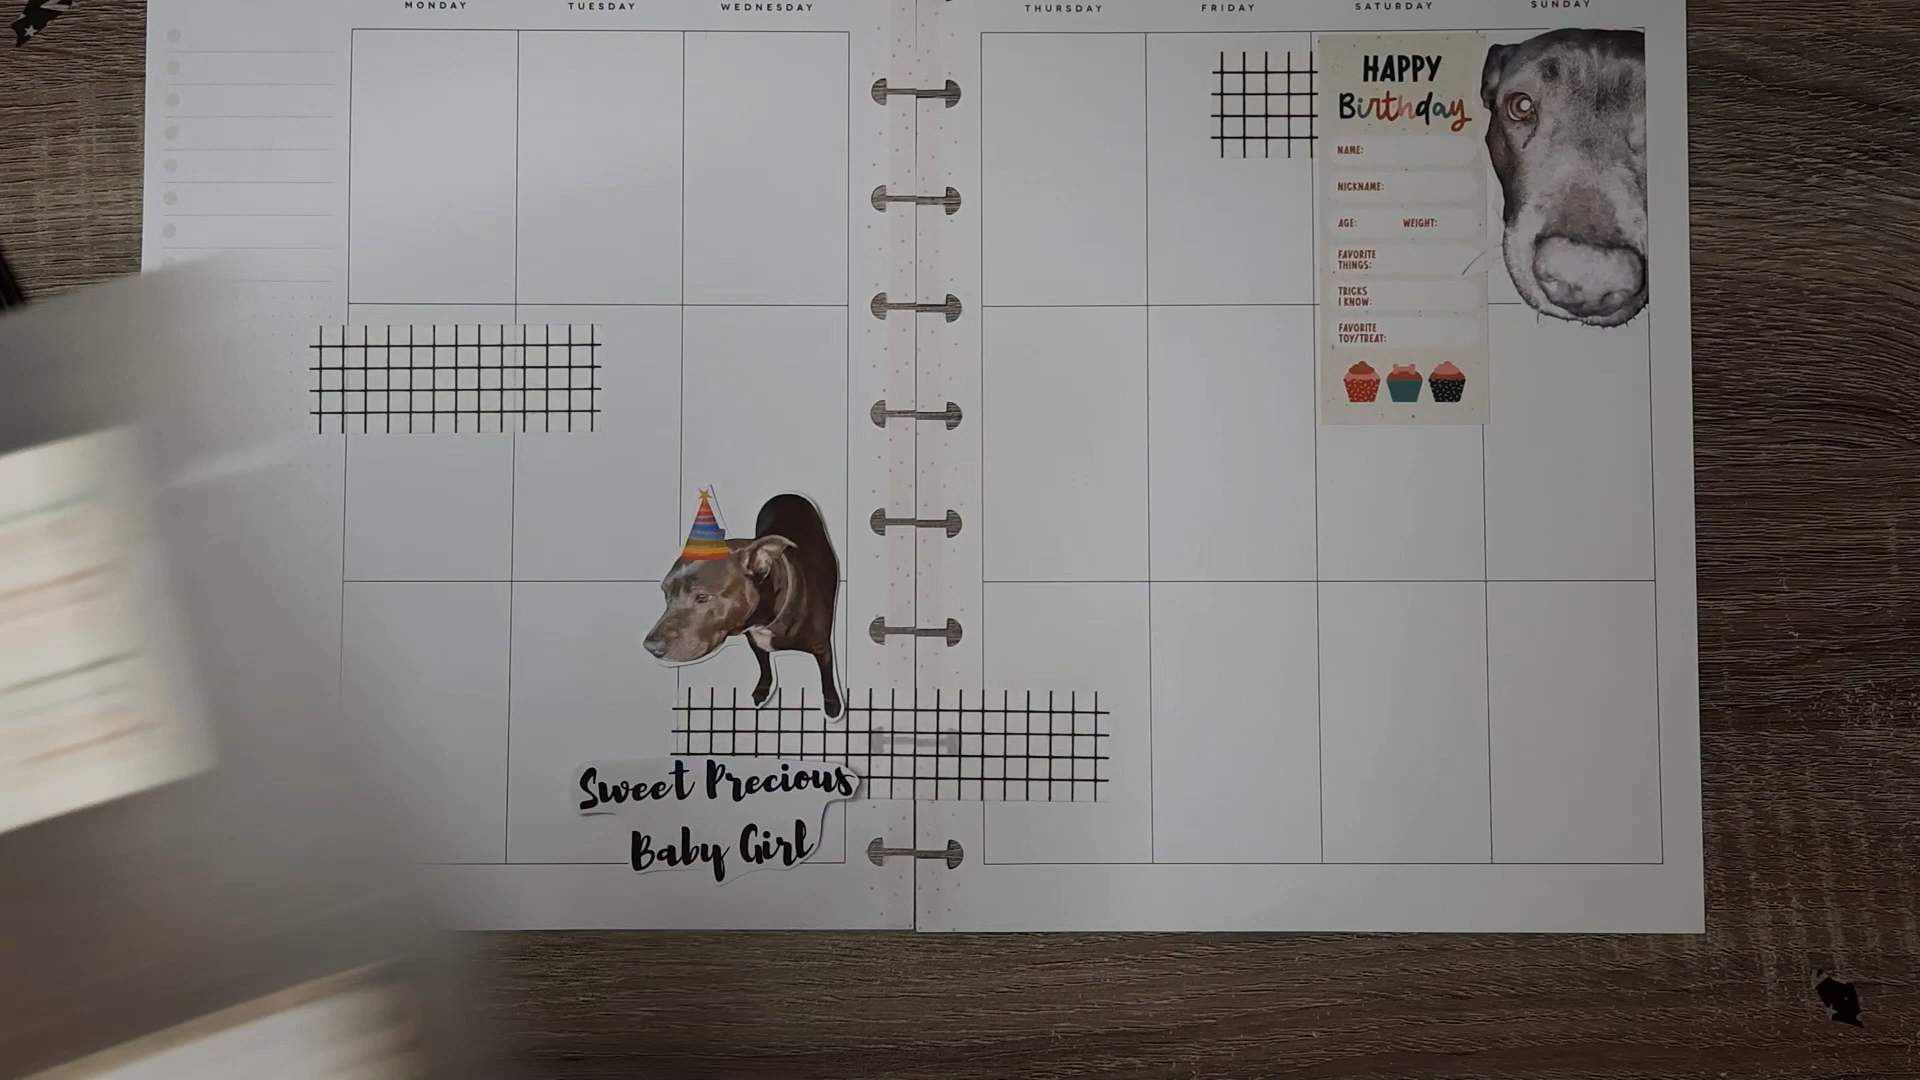 MONDAY
TUESDAY
WEDNESDAY
THURSDAY
FRIDAY
SATURDAY
SUNDAY
HAPPY
Birthday
NAME:
NICKNAME:
AGE: WEIGHT:
FAVORITE
THINGS:
TRICKS
I KNOW:
FAVORITE
TOY/TREAT:
Sweet Precious
Baby Girl